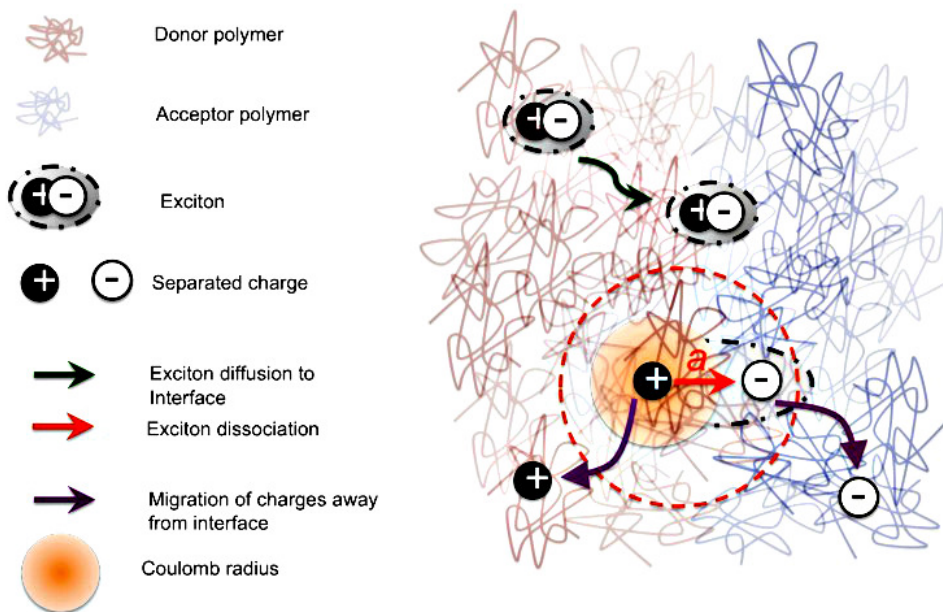 Donor polymer
Acceptor polymer
+ -
Exciton
+ -
Separated charge
Exciton diffusion to
Interface
Exciton dissociation
Migration of charges away
from interface
Coulomb radius
+ -
+ -
+ a -
+
-